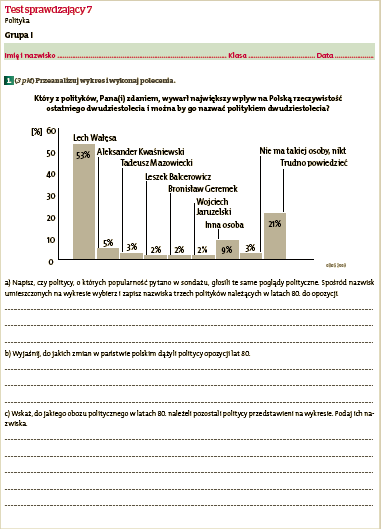 Test sprawdzający 7
Polityka
Grupa I
Imię i nazwisko Klasa Data
1. (3 pkt) Przeanalizuj wykres i wykonaj polecenia.
Który z polityków, Pana(i) zdaniem, wywarł największy wpływ na Polską rzeczywistość
ostatniego dwudziestolecia i można by go nazwać politykiem dwudziestolecia?
[%]
60
50
40
30
20
10
0
Lech Wałęsa
Aleksander Kwaśniewski
Tadeusz Mazowiecki
Leszek Balcerowicz
Bronisław Geremek
Wojciech
Jaruzelski
Inna osoba
Nie ma takiej osoby, nikt
Trudno powiedzieć
53%
5%
3%
2%
2%
2%
9%
3%
21%
a) Napisz, czy politycy, o których popularność pytano w sondażu, głosili te same poglądy polityczne. Spośród nazwisk
umieszczonych na wykresie wybierz i zapisz nazwiska trzech polityków należących w latach 80. do opozycji.
b) Wyjaśnij, do jakich zmian w państwie polskim dążyli politycy opozycji lat 80.
c) Wskaż, do jakiego obozu politycznego w latach 80. należeli pozostali politycy przedstawieni na wykresie. Podaj ich na-
zwiska.